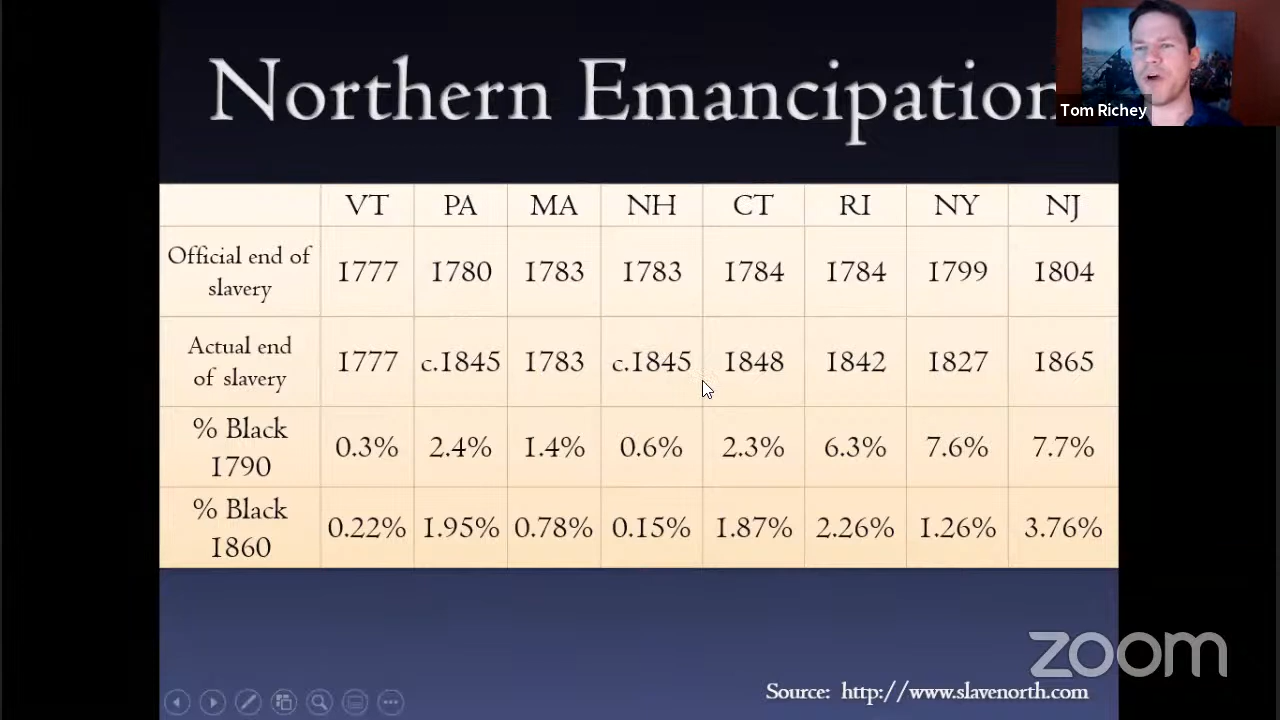 Northern Emancipation
Tom Richey
VT PA MA NH CT RI NY NJ
Official end of
slavery
1777 1780 1783 1783 1784 1784 1799 1804
Actual end
of slavery
1777 c.1845 1783 c.1845 1848 1842 1827 1865
% Black
1790
0.3% 2.4% 1.4% 0.6% 2.3% 6.3% 7.6% 7.7%
% Black
1860
0.22% 1.95% 0.78% 0.15% 1.87% 2.26% 1.26% 3.76%
zoom
Source: http://www.slavenorth.com